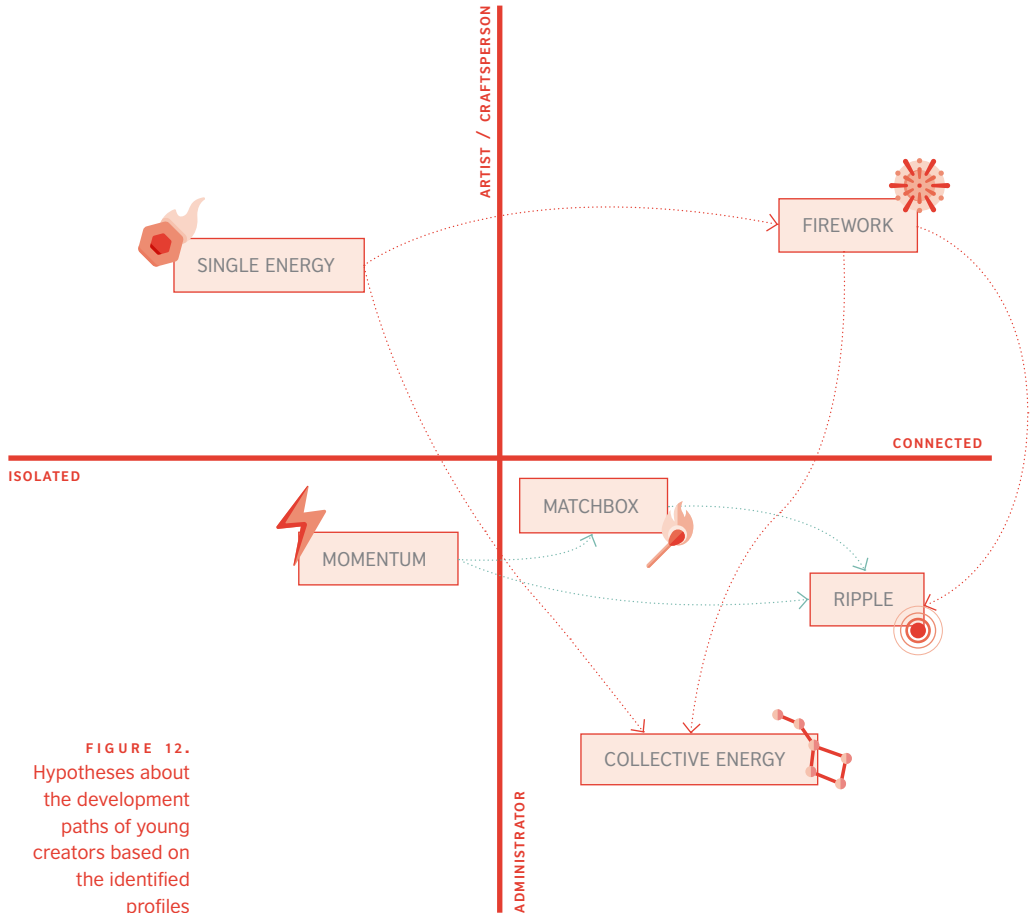 ARTIST / CRAFTSPERSON
FIREWORK
SINGLE ENERGY
CONNECTED
ISOLATED
MATCHBOX
MOMENTUM
RIPPLE
COLLECTIVE ENERGY
ADMINISTRATOR
FIGURE 12.
Hypotheses about
the development
paths of young
creators based on
the identified
profiles